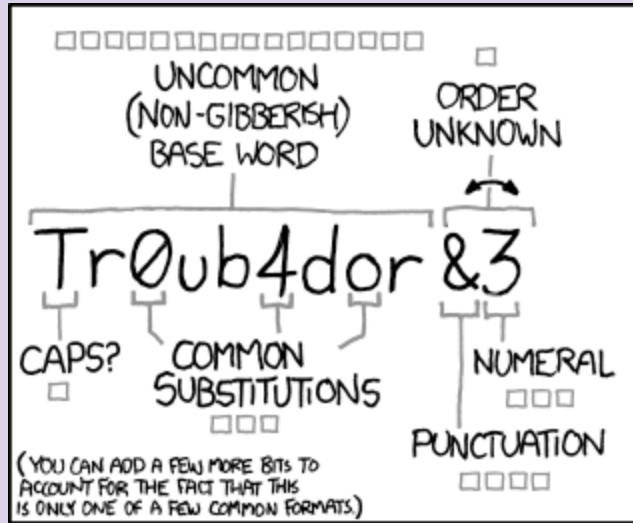 UNCOMMON
(NON-GIBBERISH)
BASE WORD
ORDER
UNKNOWN
Tr0ub4dor &3
CAPS?
COMMON
SUBSTITUTIONS
NUMERAL
PUNCTUATION
(YOU CAN ADD A FEW MORE BITS TO
ACCOUNT FOR THE FACT THAT THIS
IS ONLY ONE OF A FEW COMMON FORMATS.)